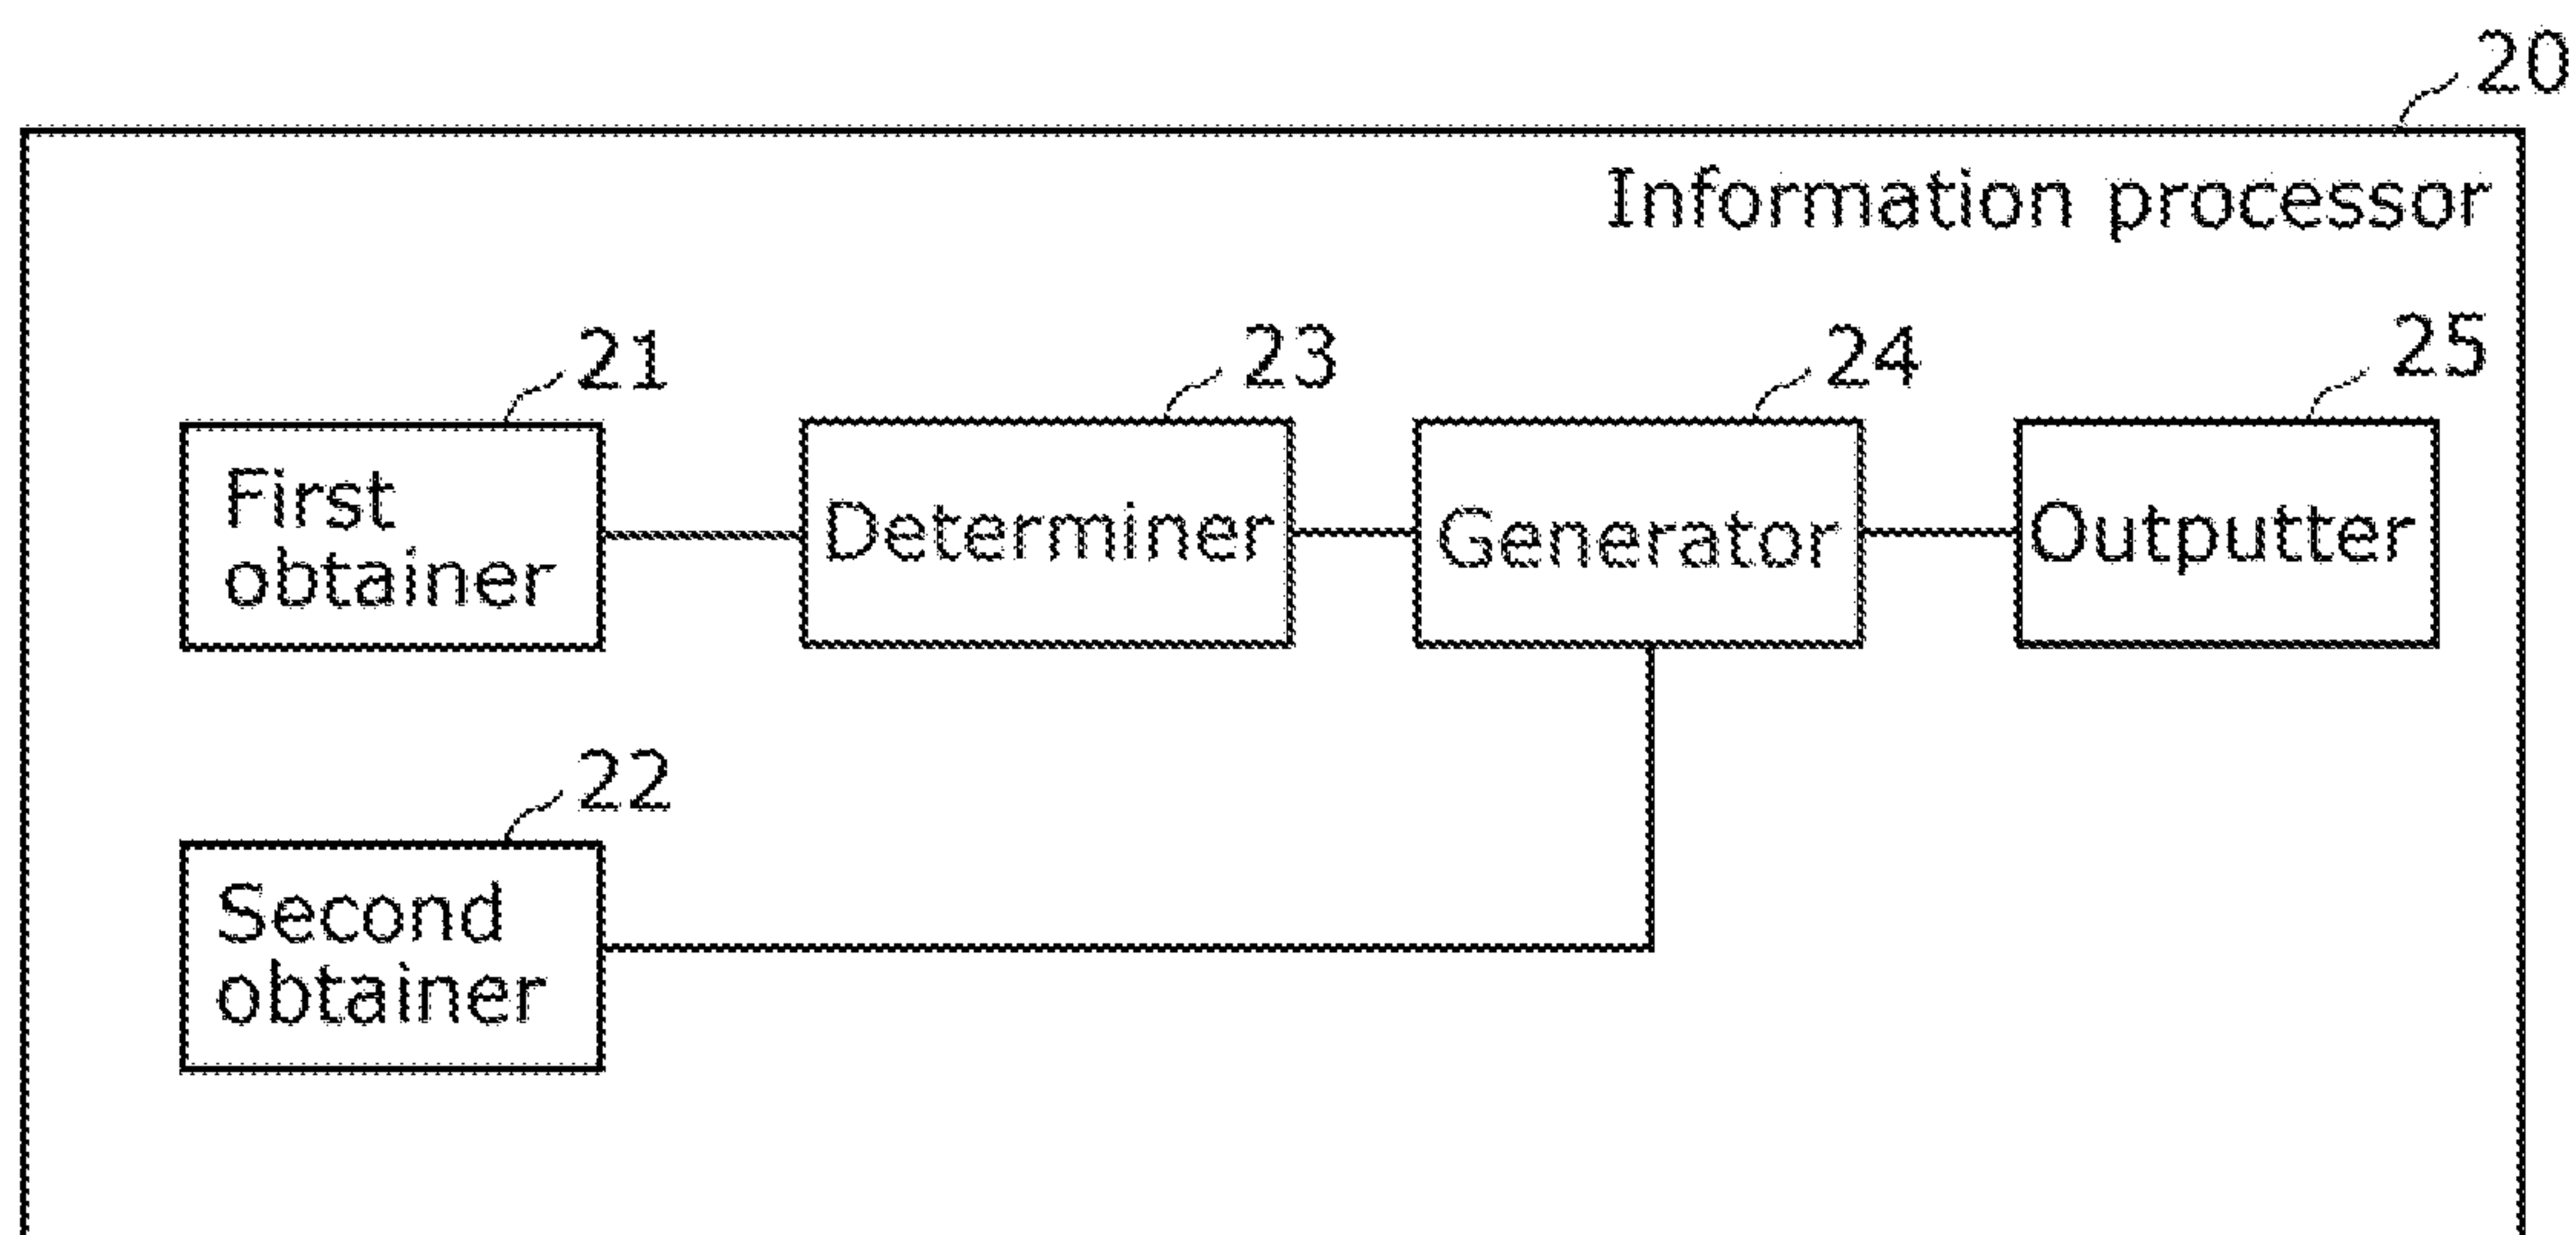 20
Information processor
21
23
24
25
First
obtainer
Determiner
Generator
Outputter
22
Second
obtainer